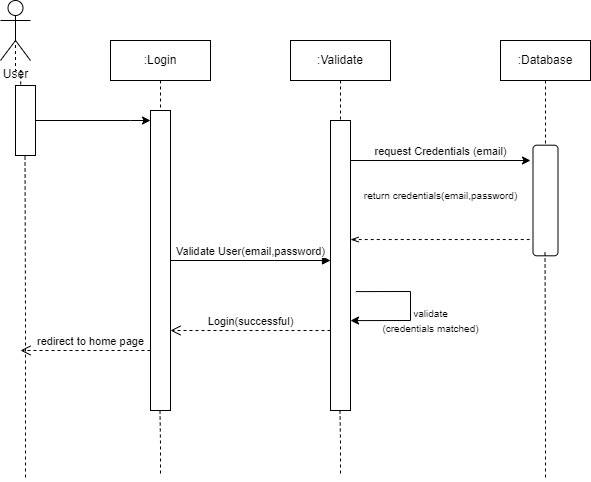 :Login
:Validate
:Database
User
request Credentials (email)
return credentials(email,password)
Validate User(email,password)
validate
(credentials matched)
Login(successful)
redirect to home page